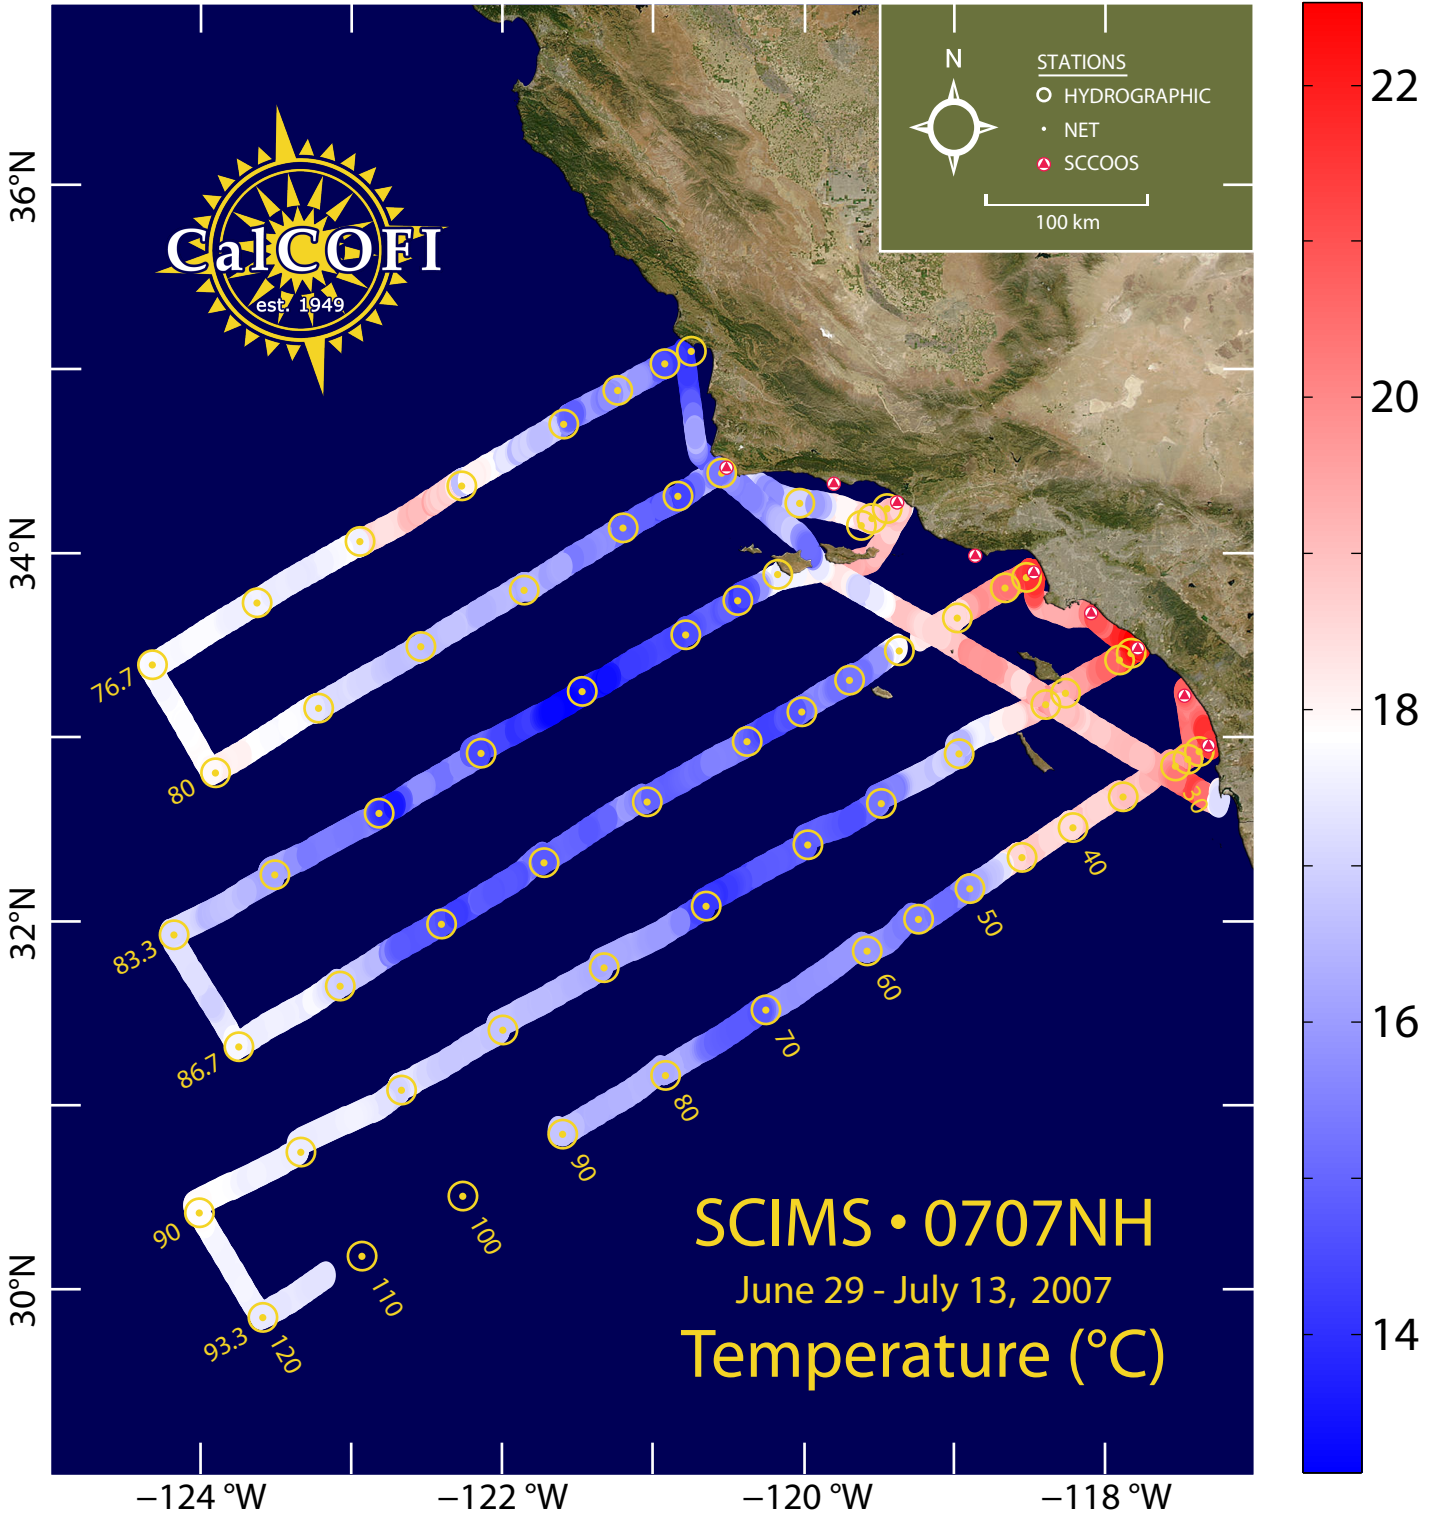 CalCOFI
est. 1949
N
STATIONS
HYDROGRAPHIC
NET
SCCOOS
100 km
22
20
18
16
14
36°N
34°N
32°N
30°N
76.7
80
83.3
86.7
90
93.3
30
40
50
60
70
80
90
100
110
120
SCIMS • 0707NH
June 29 - July 13, 2007
Temperature (°C)
−124 °W
−122 °W
−120 °W
−118 °W